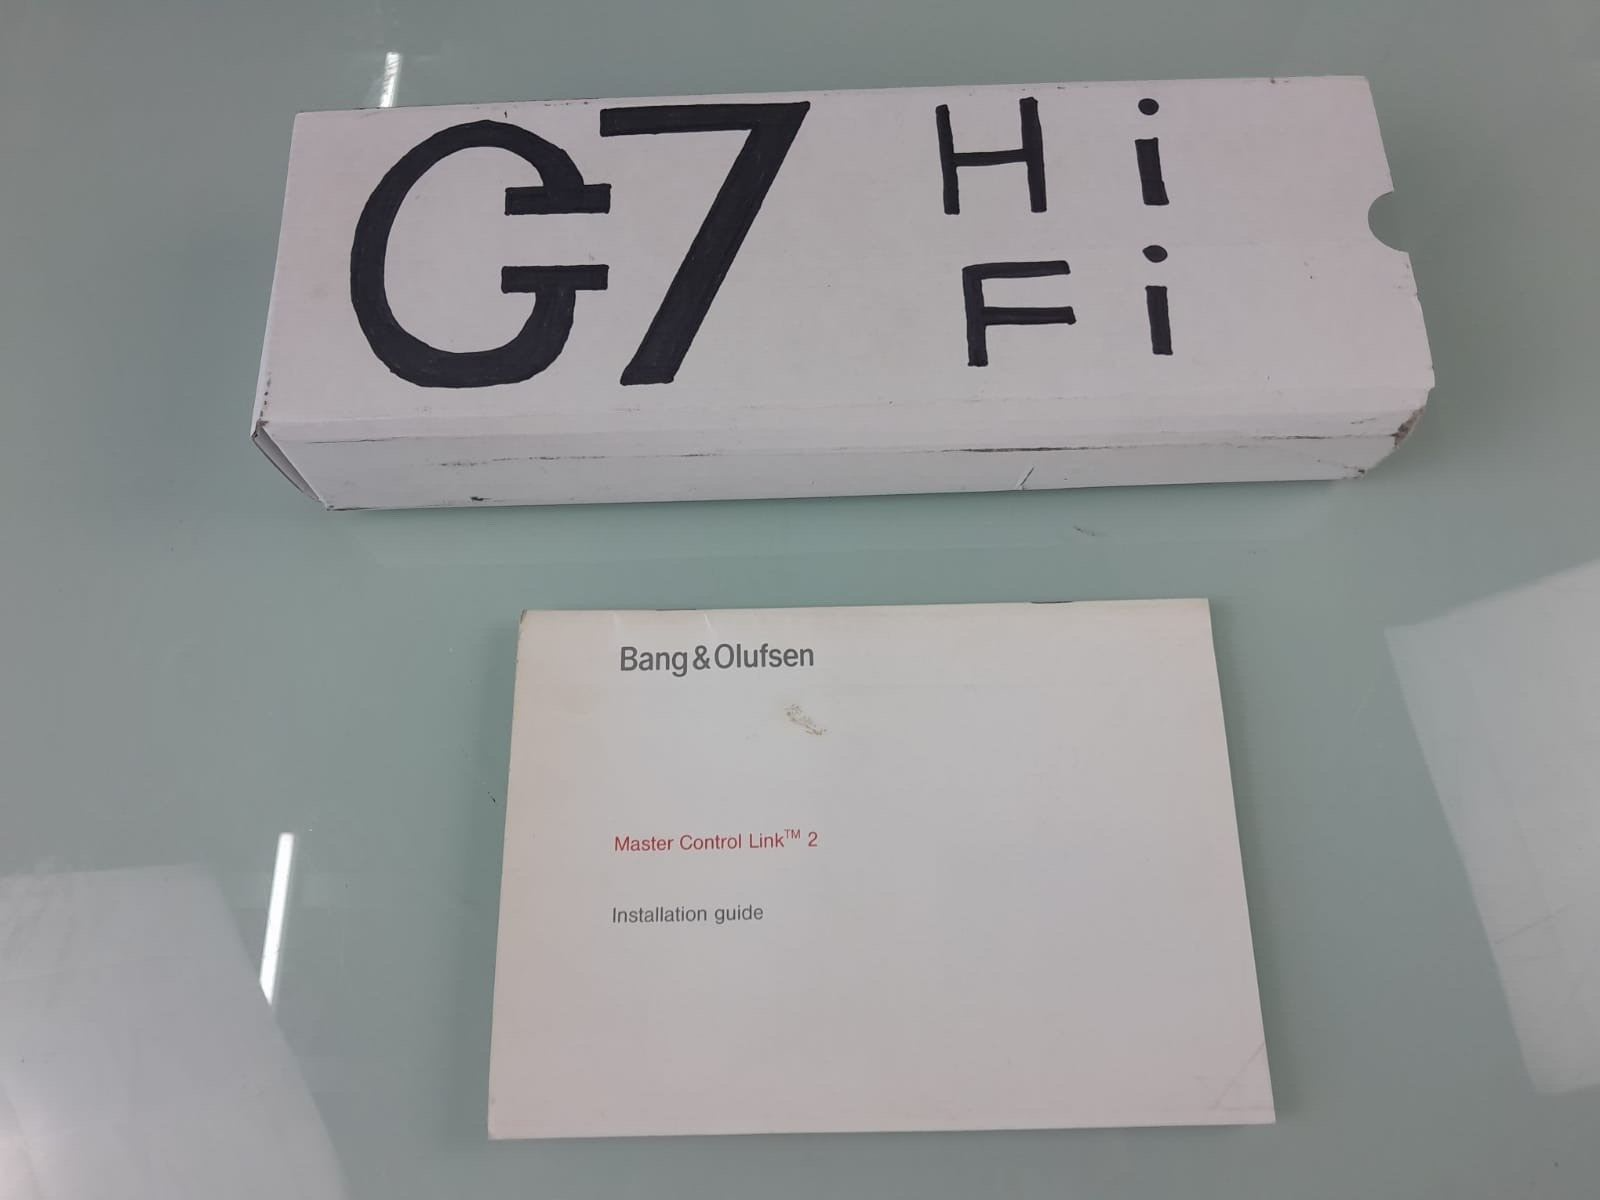 G7 Hi
Fi
Bang & Olufsen
Master Control Link™ 2
Installation guide